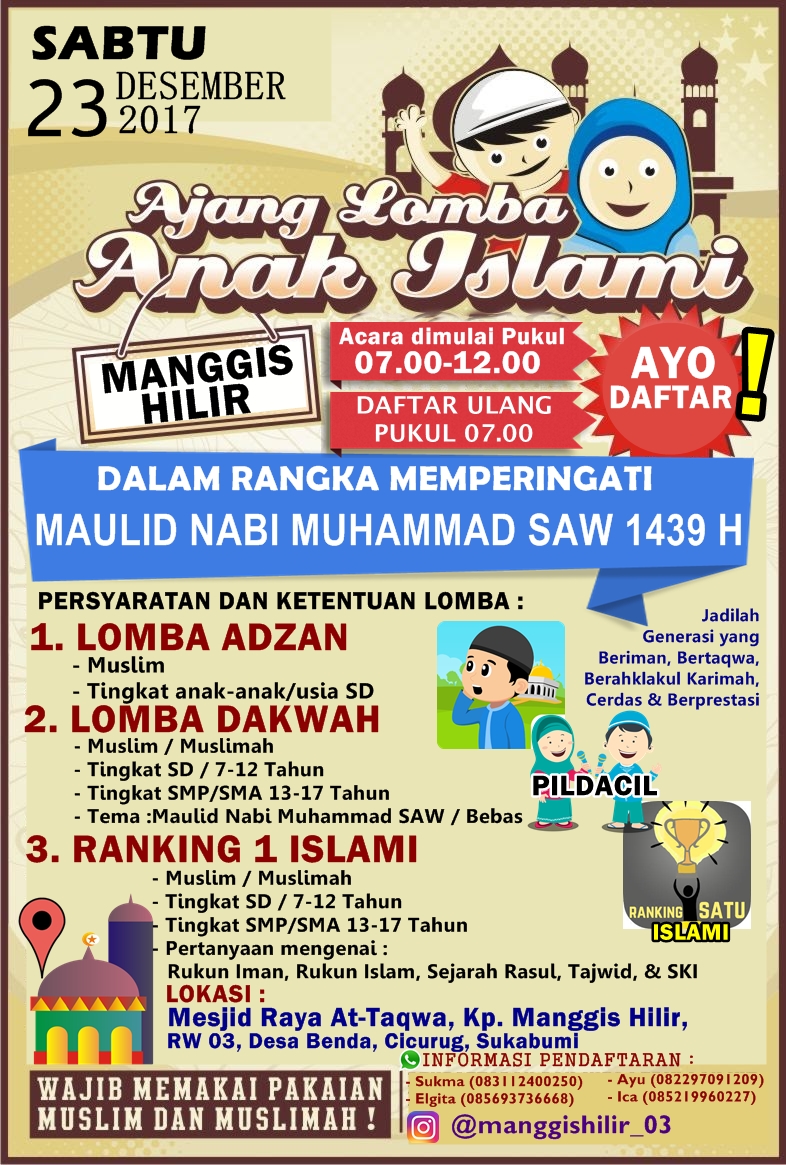 SABTU
23 DESEMBER
2017
Ajang Lomba
Anak Islami
MANGGIS
HILIR
Acara dimulai Pukul
07.00-12.00
DAFTAR ULANG
PUKUL 07.00
AYO
DAFTAR !
DALAM RANGKA MEMPERINGATI
MAULID NABI MUHAMMAD SAW 1439 H
PERSYARATAN DAN KETENTUAN LOMBA :
1. LOMBA ADZAN
- Muslim
- Tingkat anak-anak/usia SD
Jadilah
Generasi yang
Beriman, Bertaqwa,
Berahklakul Karimah,
Cerdas & Berprestasi
2. LOMBA DAKWAH
- Muslim / Muslimah
- Tingkat SD / 7-12 Tahun
- Tingkat SMP/SMA 13-17 Tahun
- Tema :Maulid Nabi Muhammad SAW / Bebas
PILDACIL
3. RANKING 1 ISLAMI
- Muslim / Muslimah
- Tingkat SD / 7-12 Tahun
- Tingkat SMP/SMA 13-17 Tahun
- Pertanyaan mengenai :
Rukun Iman, Rukun Islam, Sejarah Rasul, Tajwid, & SKI
RANKING SATU
ISLAMI
LOKASI :
Mesjid Raya At-Taqwa, Kp. Manggis Hilir,
RW 03, Desa Benda, Cicurug, Sukabumi
WAJIB MEMAKAI PAKAIAN
MUSLIM DAN MUSLIMAH !
INFORMASI PENDAFTARAN :
- Sukma (083112400250) - Ayu (082297091209)
- Elgita (085693736668) - Ica (085219960227)
@manggishilir_03